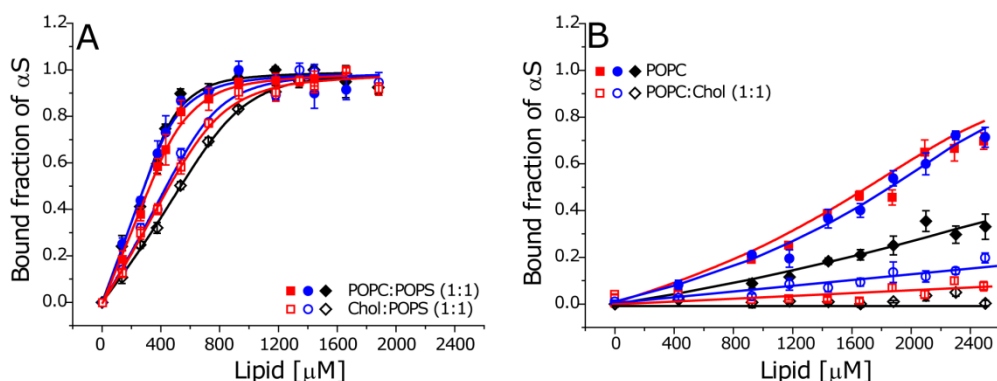 A
Bound fraction of αS
1.2
1.0
0.8
0.6
0.4
0.2
0.0
POPC:POPS (1:1)
Chol:POPS (1:1)
0 400 800 1200 1600 2000 2400
Lipid [μM]
B
Bound fraction of αS
1.2
1.0
0.8
0.6
0.4
0.2
0.0
POPC
POPC:Chol (1:1)
0 400 800 1200 1600 2000 2400
Lipid [μM]